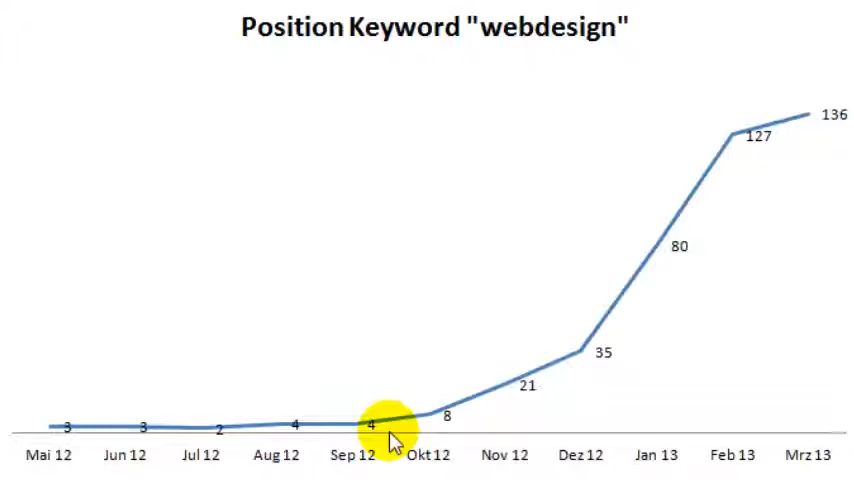 Position Keyword "webdesign"
136
127
80
35
21
8
3 3 2 4 4
Mai 12 Jun 12 Jul 12 Aug 12 Sep 12 Okt 12 Nov 12 Dez 12 Jan 13 Feb 13 Mrz 13